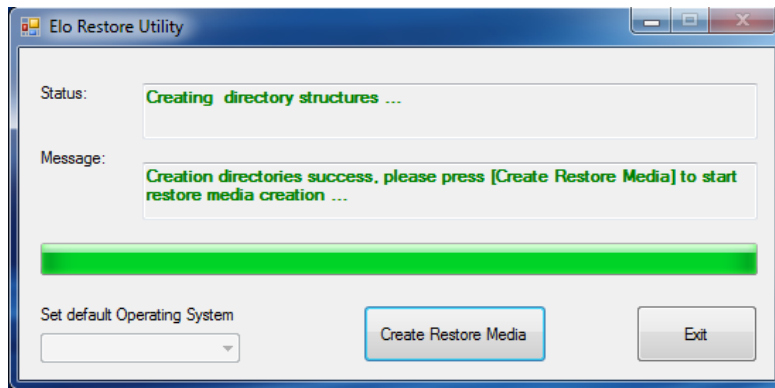 Elo Restore Utility
Status:
Creating directory structures ...
Message:
Creation directories success, please press [Create Restore Media] to start
restore media creation ...
Set default Operating System
Create Restore Media
Exit